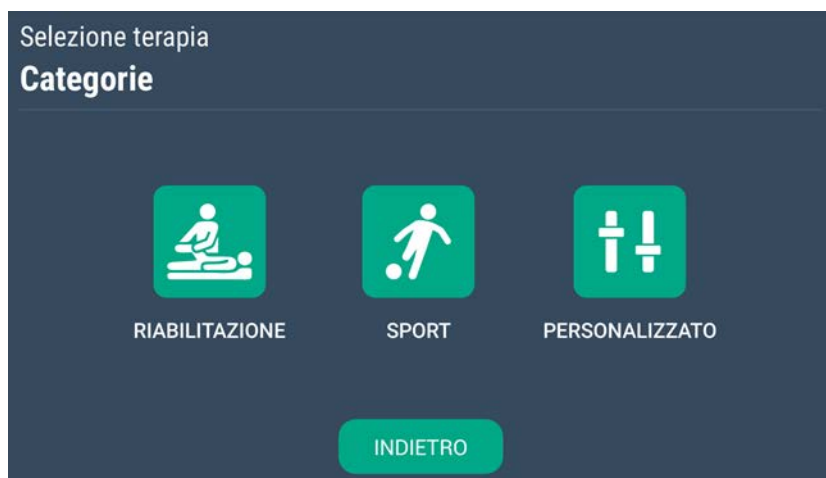 Selezione terapia
Categorie
RIABILITAZIONE SPORT PERSONALIZZATO
INDIETRO